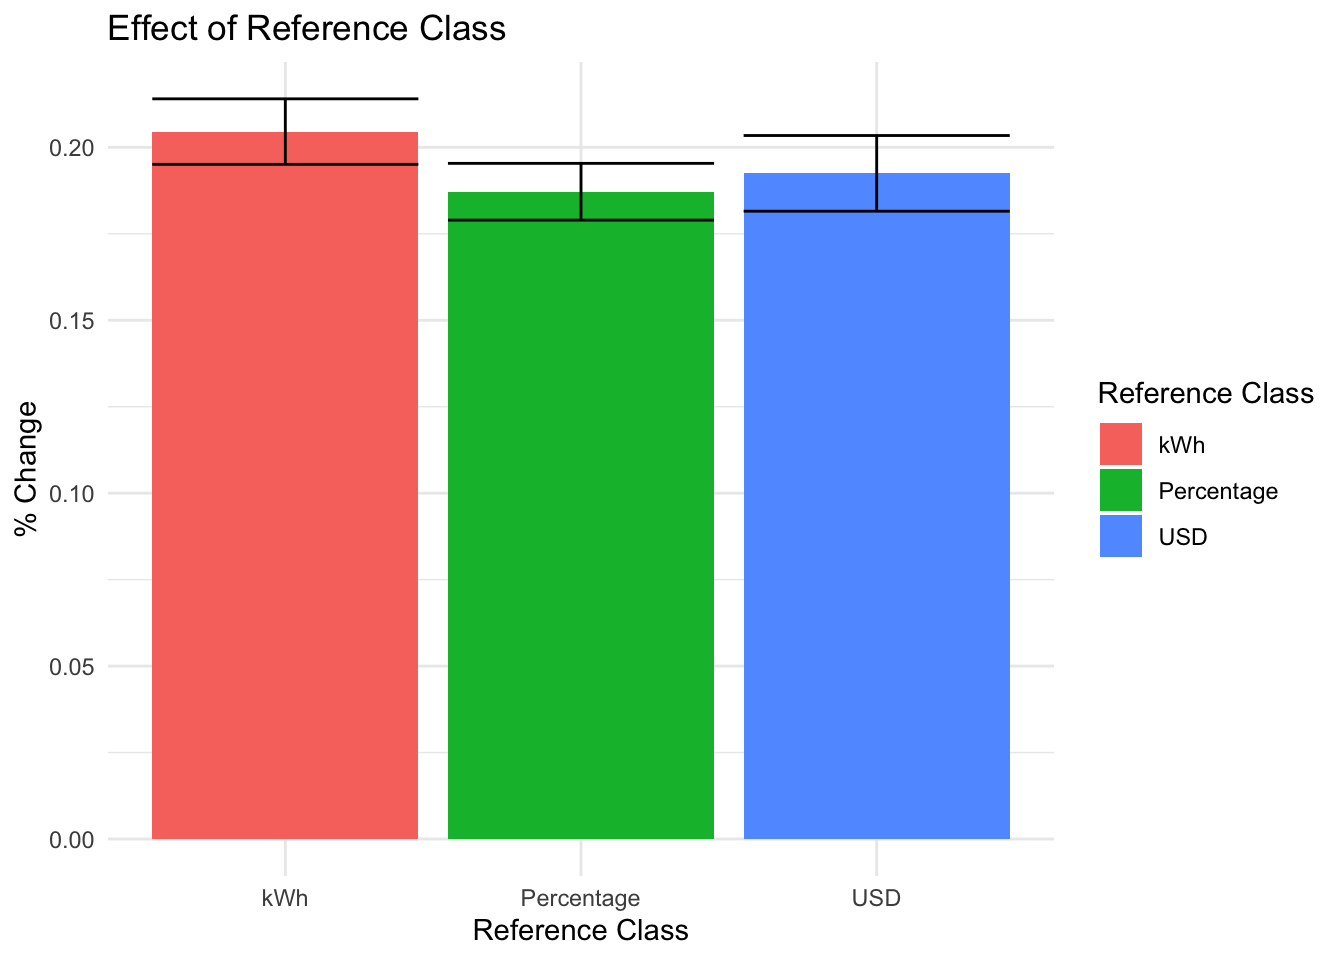 Effect of Reference Class
% Change
0.20
0.15
0.10
0.05
0.00
kWh
Percentage
USD
Reference Class
Reference Class
kWh
Percentage
USD